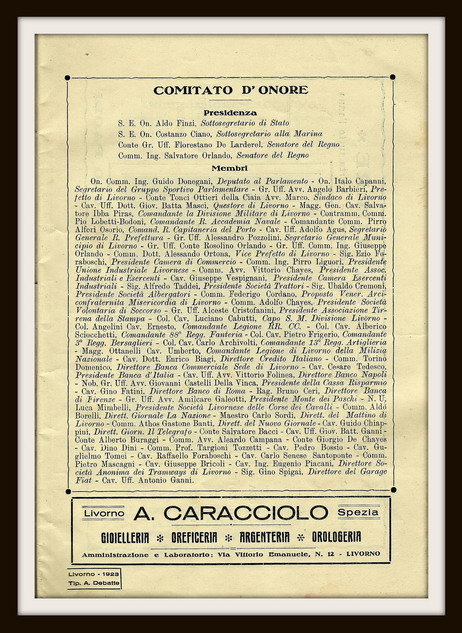 COMITATO D'ONORE
Presidenza
S. E. On. Aldo Finzi, Sottosegretario di Stato
S. E. On. Costanzo Ciano, Sottosegretario alla Marina
Conte Gr. Uff. Florestano De Larderel, Senatore del Regno
Comm. Ing. Salvatore Orlando, Senatore del Regno
Membri
On. Comm. Ing. Guido Donegani, Deputato al Parlamento - On. Italo Capanni,
Segretario del Gruppo Sportivo Parlamentare - Gr. Uff. Avv. Angelo Barbieri, Pre-
fetto di Livorno - Conte Tonci Ottieri della Ciaia Avv. Marco, Sindaco di Livorno
- Cav. Uff. Dott. Giov. Batta Masci, Questore di Livorno - Magg. Gen. Cav. Salva-
tore Ibba Piras, Comandante la Divisione Militare di Livorno - Contramm. Comm.
Pio Lobetti-Bodoni, Comandante R. Accademia Navale - Comandante Comm. Pirro
Alferi Osorio, Comand. R. Capitaneria del Porto - Cav. Uff. Adolfo Agus, Segretario
Generale R. Prefettura - Gr. Uff. Alessandro Pozzolini, Segretario Generale Muni-
cipio di Livorno - Gr. Uff. Conte Rosolino Orlando - Gr. Uff. Comm. Ing. Giuseppe
Orlando - Comm. Dott. Alessandro Ortona, Vice Prefetto di Livorno - Sig. Ezio Fo-
raboschi, Presidente Camera di Commercio - Comm. Ing. Pirro Liguori, Presidente
Unione Industriale Livornese - Comm. Avv. Vittorio Chayes, Presidente Assoc.
Industriali e Esercenti - Cav. Giuseppe Vespignani, Presidente Camera Esercenti
Industriali - Sig. Alfredo Taddei, Presidente Società Trattori - Sig. Ubaldo Cremoni,
Presidente Società Albergatori - Comm. Federigo Cordano, Proposto Vener. Arci-
confraternita Misericordia di Livorno - Comm. Adolfo Chayes, Presidente Società
Volontaria di Soccorso - Gr. Uff. Alceste Cristofanini, Presidente Associazione Tir-
rena della Stampa - Col. Cav. Luciano Cabutti, Capo S. M. Divisione Livorno -
Col. Angelini Cav. Ernesto, Comandante Legione RR. CC. - Col. Cav. Alberico
Sciocchetti, Comandante 88° Regg. Fanteria - Col. Cav. Pietro Frigerio, Comandante
3° Regg. Bersaglieri - Col. Cav. Carlo Archivolti, Comandante 13° Regg. Artiglieria
- Magg. Ottanelli Cav. Umberto, Comandante Legione di Livorno della Milizia
Nazionale - Cav. Dott. Enrico Biagi, Direttore Credito Italiano - Comm. Torino
Domenico, Direttore Banca Commerciale Sede di Livorno - Cav. Cesare Tedesco,
Presidente Banca d'Italia - Cav. Uff. Avv. Vittorio Folinea, Direttore Banco Napoli
- Nob. Gr. Uff. Avv. Giovanni Castelli Della Vinca, Presidente della Cassa Risparmio
- Cav. Gino Fatini, Direttore Banco di Roma - Rag. Bruno Ceri, Direttore Banca
di Firenze - Gr. Uff. Avv. Amilcare Galeotti, Presidente Monte dei Paschi - N. U.
Luca Mimbelli, Presidente Società Livornese delle Corse dei Cavalli - Comm. Aldo
Borelli, Dirett. Giornale La Nazione - Maestro Carlo Sordi, Dirett. del Mattino di
Livorno - Comm. Athos Gastone Banti, Dirett. del Nuovo Giornale - Cav. Guido Chiap-
pini, Dirett. Giorn. Il Telegrafo - Conte Salvatore Bacci - Cav. Uff. Giov. Batt. Ganni -
Conte Alberto Buraggi - Comm. Avv. Aleardo Campana - Conte Giorgio De Chayes
- Cav. Dino Dini - Comm. Prof. Targioni Tozzetti - Cav. Pedro Bossio - Cav. Gu-
glielmo Tomei - Cav. Raffaello Foraboschi - Cav. Carlo Senese Santoponte - Comm.
Pietro Mascagni - Cav. Giuseppe Bricoli - Cav. Ing. Eugenio Pincani, Direttore So-
cietà Anonima dei Tramways di Livorno - Sig. Gino Spigai, Direttore del Garage
Fiat - Cav. Uff. Antonio Ganni.
Livorno A. CARACCIOLO Spezia
GIOIELLERIA ※ OREFICERIA ※ ARGENTERIA ※ OROLOGERIA
Amministrazione e Laboratorio: Via Vittorio Emanuele, N. 12 - LIVORNO
Livorno - 1923
Tip. A. Debatte